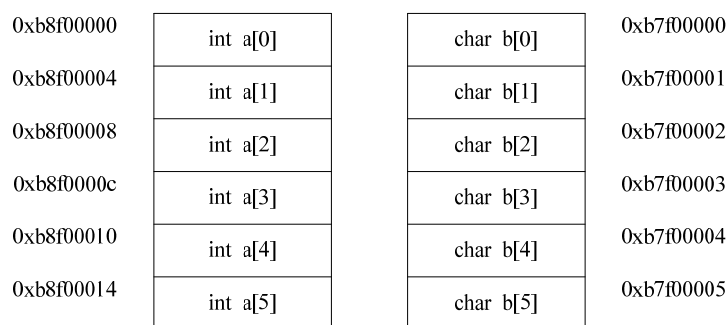 0xb8f00000 int a[0] char b[0] 0xb7f00000
0xb8f00004 int a[1] char b[1] 0xb7f00001
0xb8f00008 int a[2] char b[2] 0xb7f00002
0xb8f0000c int a[3] char b[3] 0xb7f00003
0xb8f00010 int a[4] char b[4] 0xb7f00004
0xb8f00014 int a[5] char b[5] 0xb7f00005